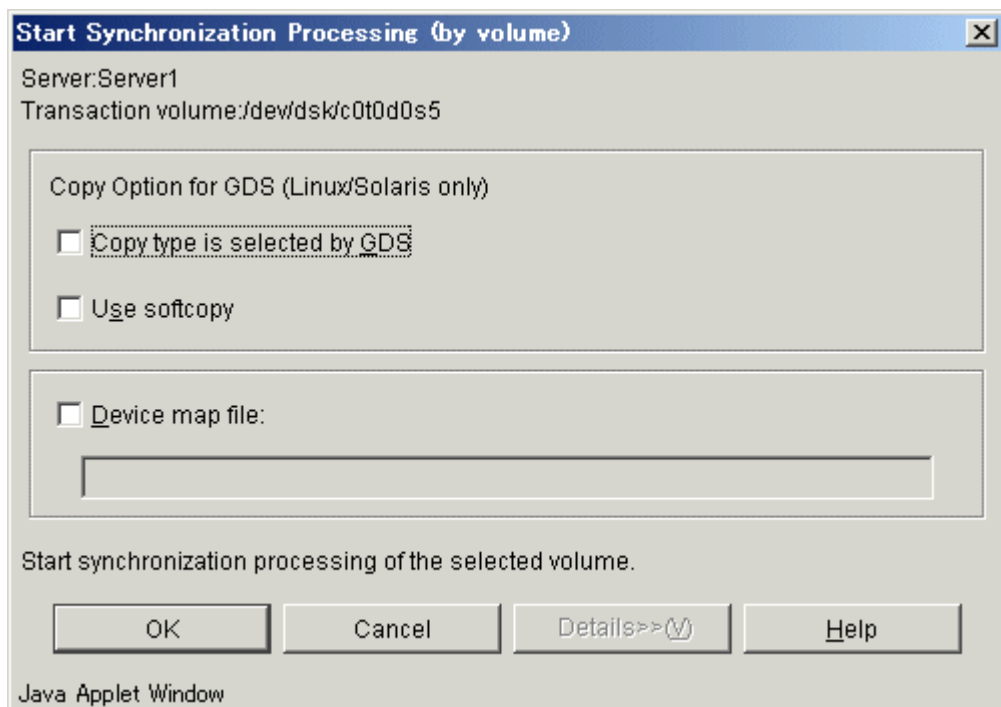 Start Synchronization Processing (by volume)
Server:Server1
Transaction volume:/dev/dsk/c0t0d0s5
Copy Option for GDS (Linux/Solaris only)
Copy type is selected by GDS
Use softcopy
Device map file:
Start synchronization processing of the selected volume.
OK Cancel Details>>(V) Help
Java Applet Window